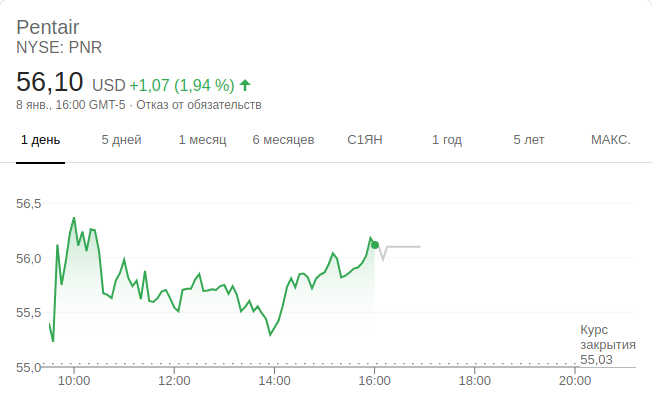 Pentair
NYSE: PNR
56,10 USD +1,07 (1,94 %)
8 янв., 16:00 GMT-5 · Отказ от обязательств
1 день 5 дней 1 месяц 6 месяцев С1ЯН 1 год 5 лет МАКС.
56,5
56,0
55,5
55,0
Курс
закрытия
55,03
10:00 12:00 14:00 16:00 18:00 20:00